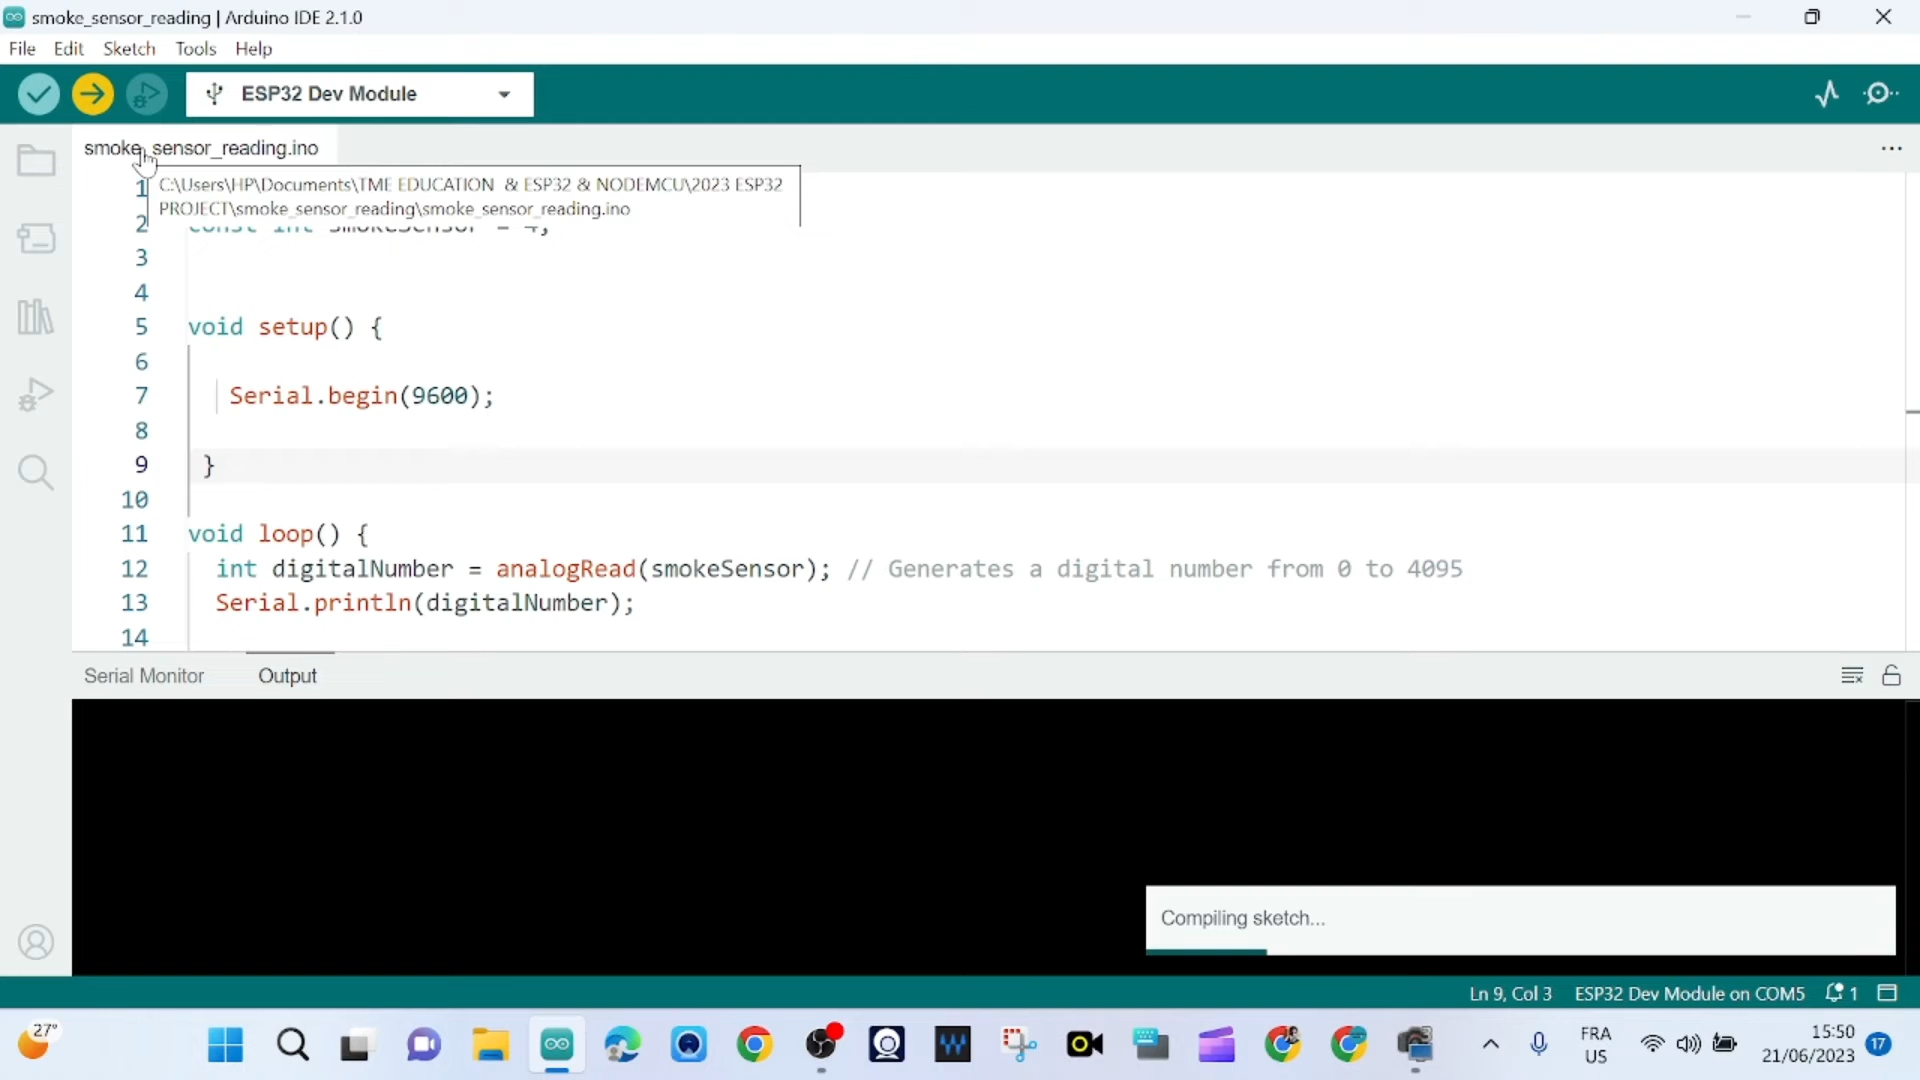 smoke_sensor_reading | Arduino IDE 2.1.0
File Edit Sketch Tools Help
ESP32 Dev Module
smoke_sensor_reading.ino
C:\Users\HP\Documents\TME EDUCATION & ESP32 & NODEMCU\2023 ESP32
PROJECT\smoke_sensor_reading\smoke_sensor_reading.ino
1
2 const int smokeSensor = 4;
3
4
5 void setup() {
6
7 Serial.begin(9600);
8
9 }
10
11 void loop() {
12 int digitalNumber = analogRead(smokeSensor); // Generates a digital number from 0 to 4095
13 Serial.println(digitalNumber);
14
Serial Monitor Output
Compiling sketch...
Ln 9, Col 3 ESP32 Dev Module on COM5 1
27°
FRA
US
15:50
21/06/2023
17